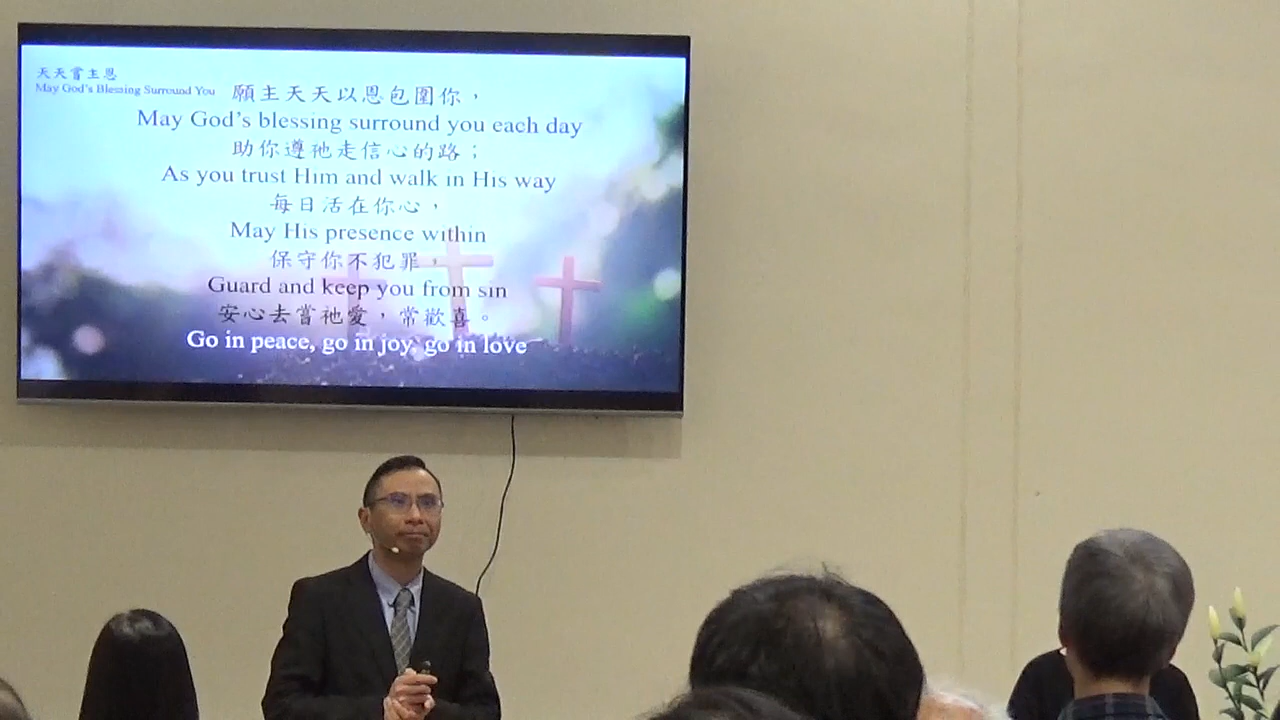 天天嘗主恩
May God's Blessing Surround You
願主天天以恩包圍你，
May God's blessing surround you each day
助你遵祂走信心的路；
As you trust Him and walk in His way
每日活在你心，
May His presence within
保守你不犯罪，
Guard and keep you from sin
安心去嘗祂愛，常歡喜。
Go in peace, go in joy, go in love